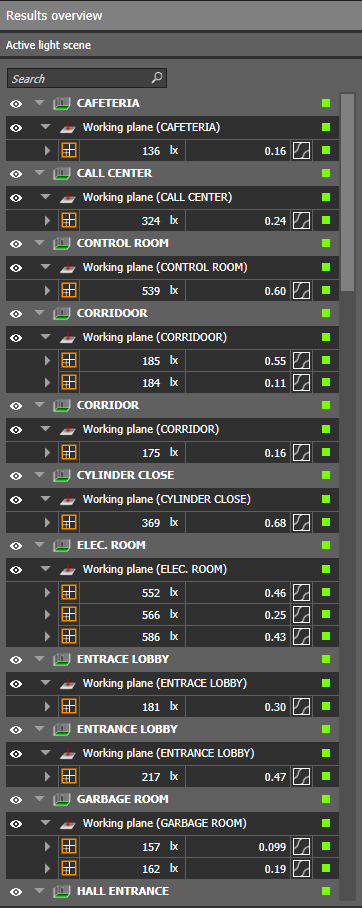 Results overview
Active light scene
Search
CAFETERIA
Working plane (CAFETERIA)
136 lx 0.16
CALL CENTER
Working plane (CALL CENTER)
324 lx 0.24
CONTROL ROOM
Working plane (CONTROL ROOM)
539 lx 0.60
CORRIDOOR
Working plane (CORRIDOOR)
185 lx 0.55
184 lx 0.11
CORRIDOR
Working plane (CORRIDOR)
175 lx 0.16
CYLINDER CLOSE
Working plane (CYLINDER CLOSE)
369 lx 0.68
ELEC. ROOM
Working plane (ELEC. ROOM)
552 lx 0.46
566 lx 0.25
586 lx 0.43
ENTRACE LOBBY
Working plane (ENTRACE LOBBY)
181 lx 0.30
ENTRANCE LOBBY
Working plane (ENTRANCE LOBBY)
217 lx 0.47
GARBAGE ROOM
Working plane (GARBAGE ROOM)
157 lx 0.099
162 lx 0.19
HALL ENTRANCE